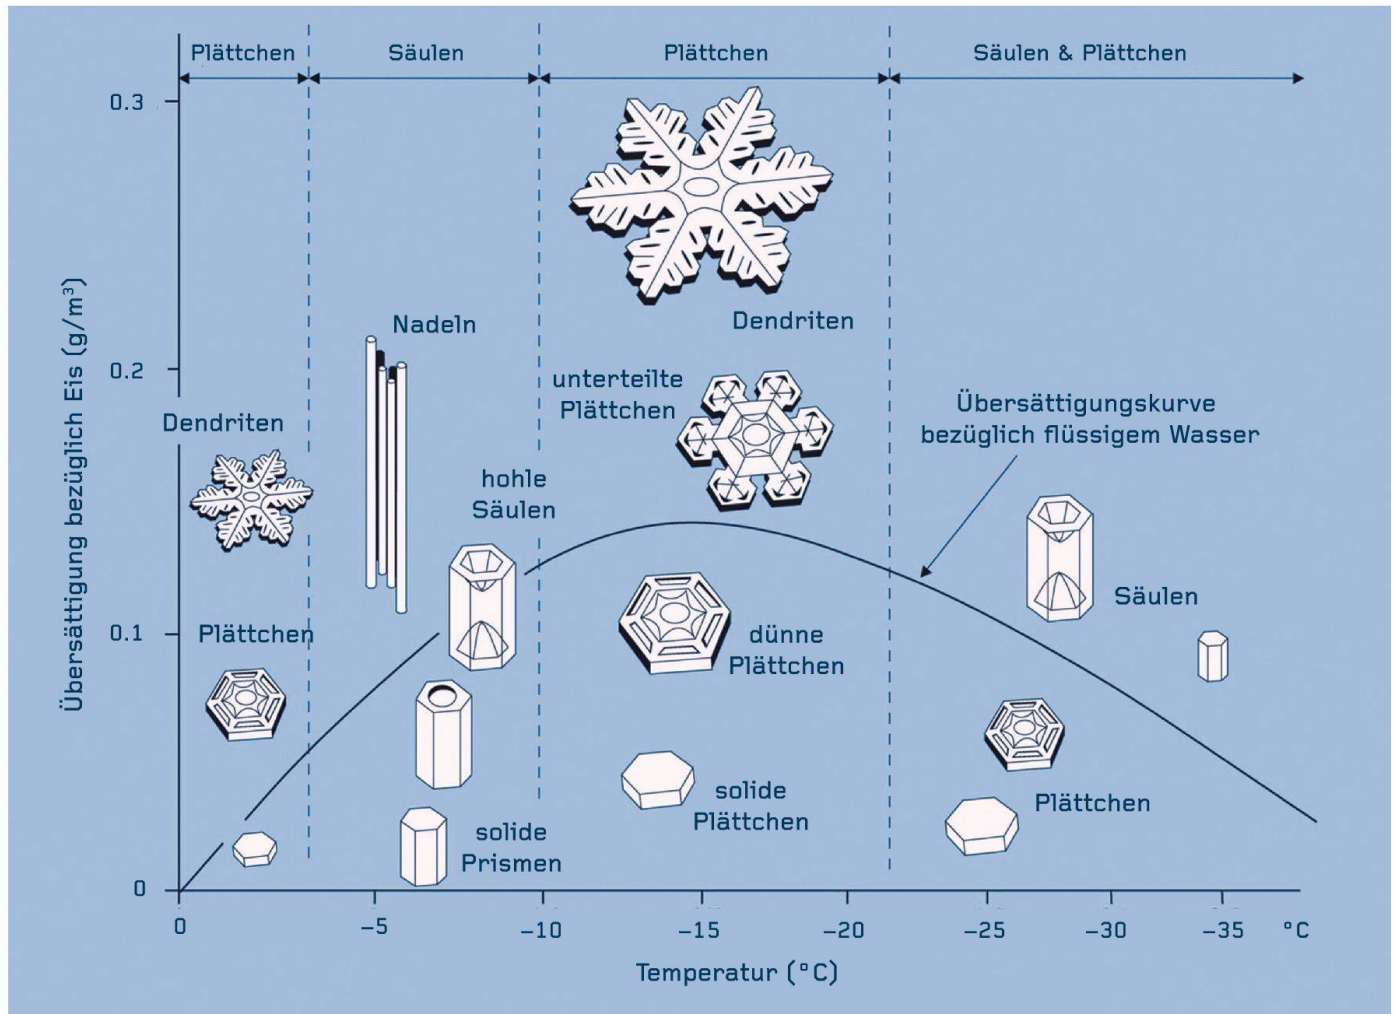 Plättchen
Säulen
Plättchen
Säulen & Plättchen
0.3
Dendriten
Nadeln
0.2
unterteilte
Plättchen
Übersättigungskurve
bezüglich flüssigem Wasser
Dendriten
hohle
Säulen
Säulen
Übersättigung bezüglich Eis (g/m³)
0.1
Plättchen
dünne
Plättchen
solide
Plättchen
Plättchen
solide
Prismen
0
0
-5
-10
-15
-20
-25
-30
-35
°C
Temperatur (°C)